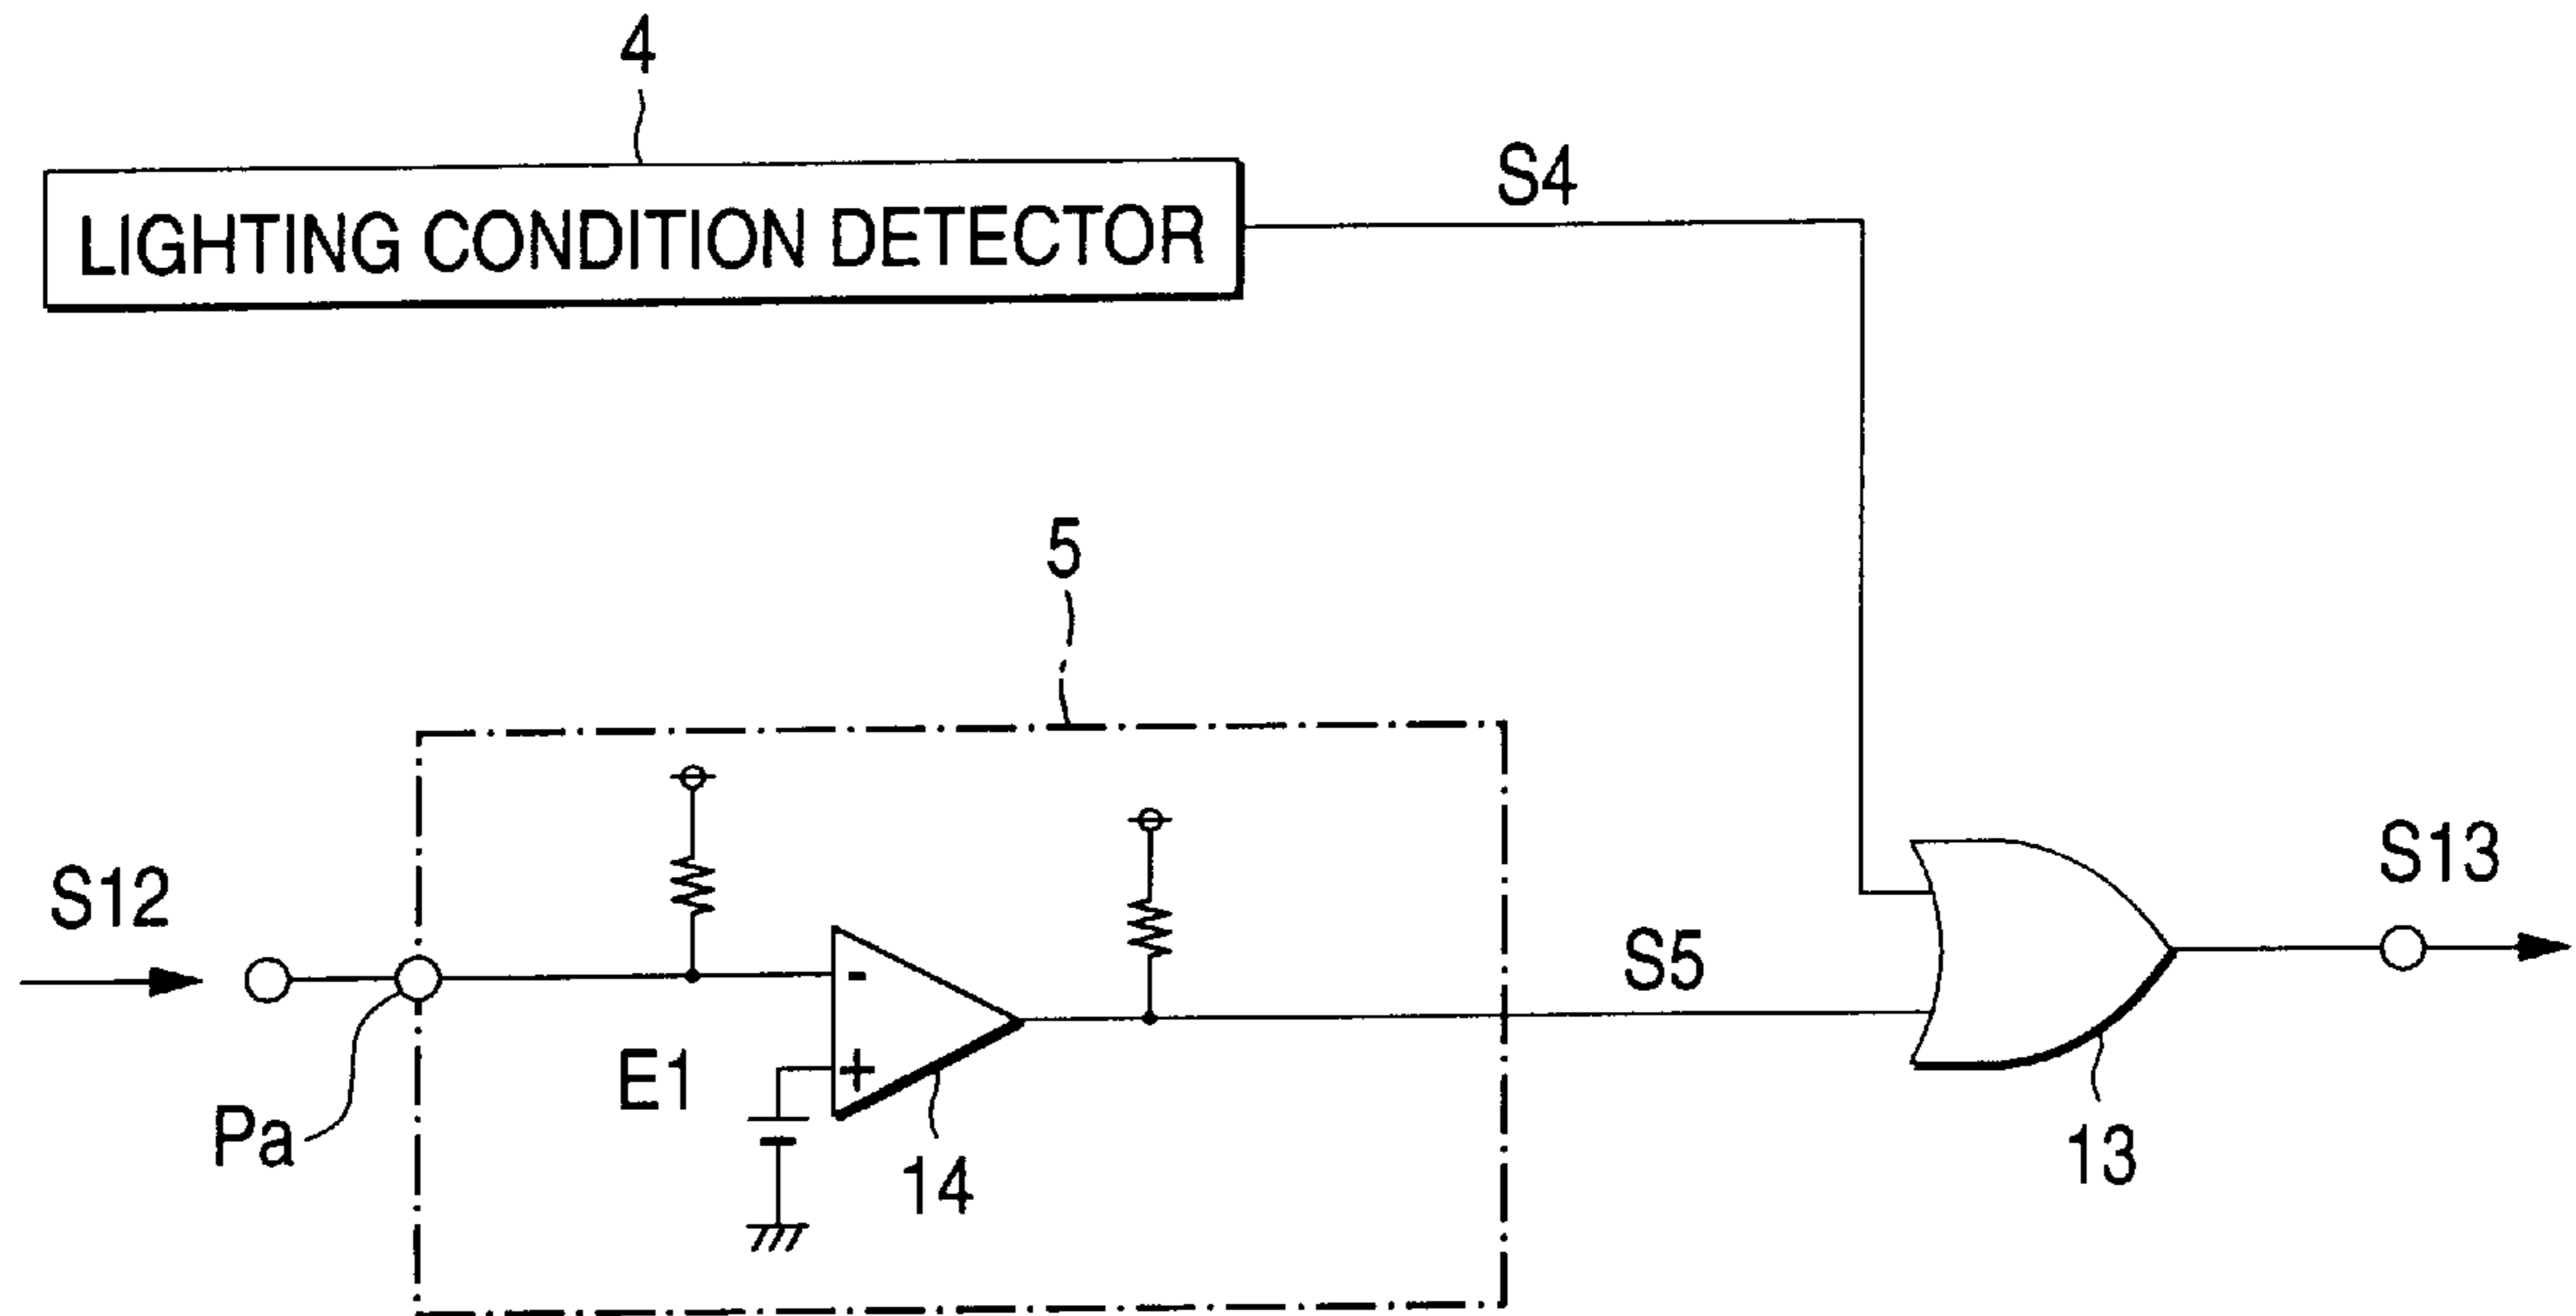 4
LIGHTING CONDITION DETECTOR
S4
5
S12
S13
S5
-
+
E1
Pa
14
13